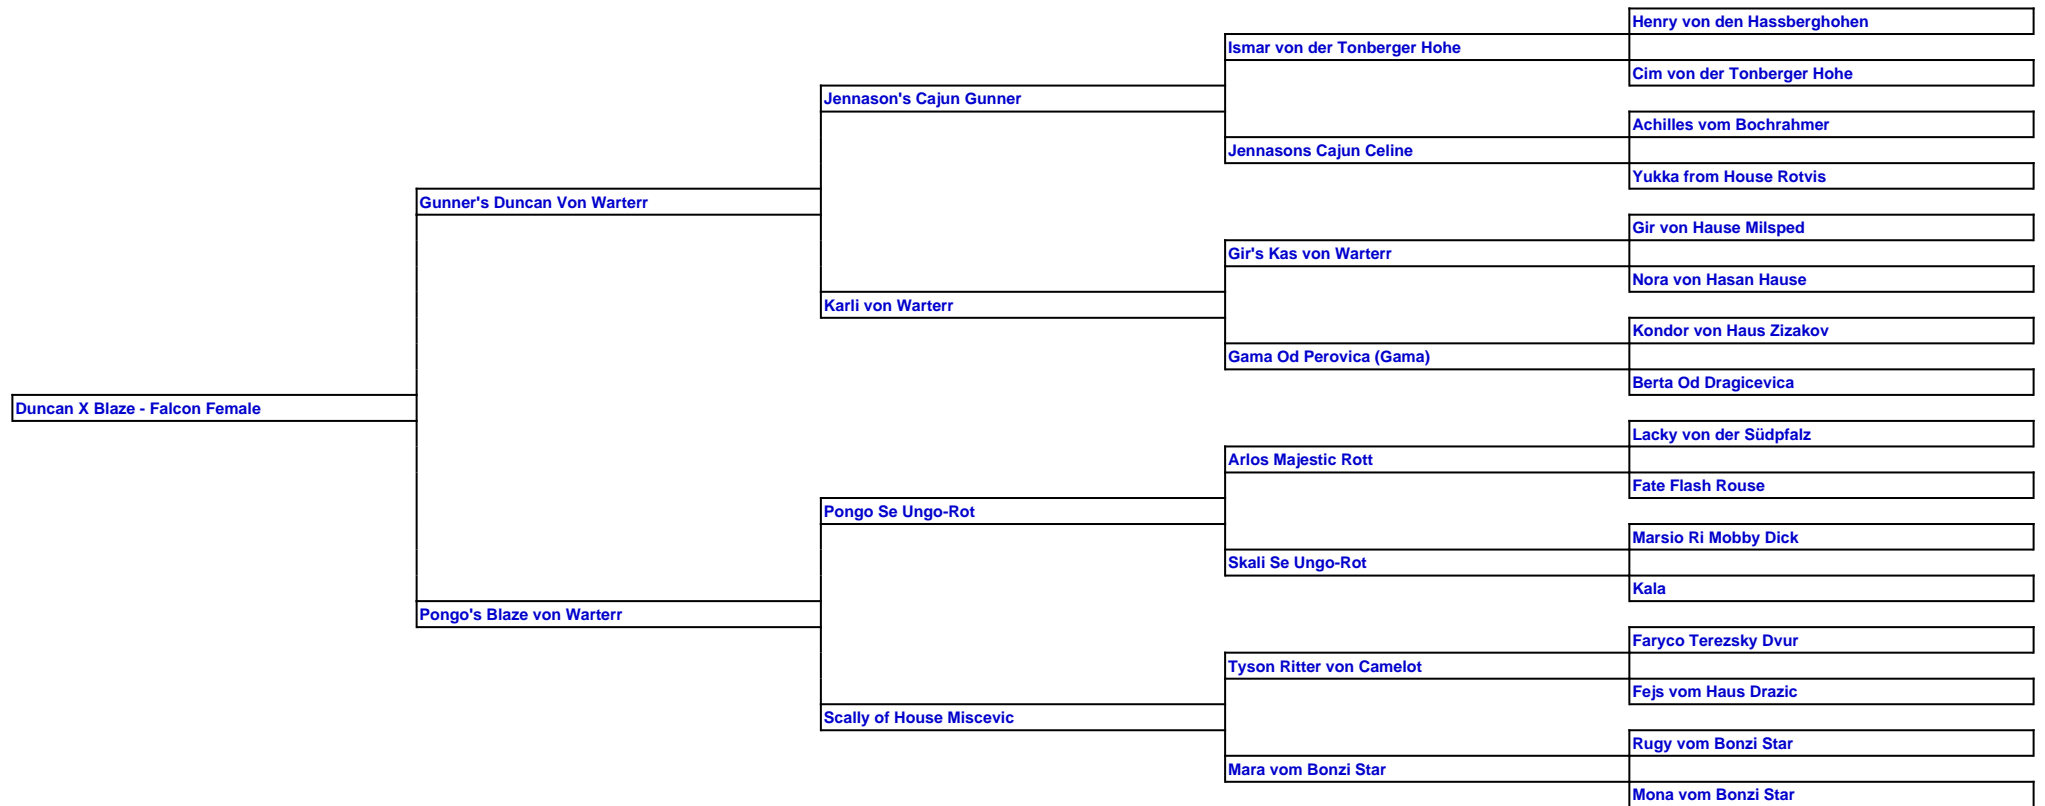 Henry von den Hassberghohen
Ismar von der Tonberger Hohe
Cim von der Tonberger Hohe
Jennason's Cajun Gunner
Achilles vom Bochrahmer
Jennasons Cajun Celine
Yukka from House Rotvis
Gunner's Duncan Von Warterr
Gir von Hause Milsped
Gir's Kas von Warterr
Nora von Hasan Hause
Karli von Warterr
Kondor von Haus Zizakov
Gama Od Perovica (Gama)
Berta Od Dragicevica
Duncan X Blaze - Falcon Female
Lacky von der Südpfalz
Arlos Majestic Rott
Fate Flash Rouse
Pongo Se Ungo-Rot
Marsio Ri Mobby Dick
Skali Se Ungo-Rot
Kala
Pongo's Blaze von Warterr
Faryco Terezsky Dvur
Tyson Ritter von Camelot
Fejs vom Haus Drazic
Scally of House Miscevic
Rugy vom Bonzi Star
Mara vom Bonzi Star
Mona vom Bonzi Star